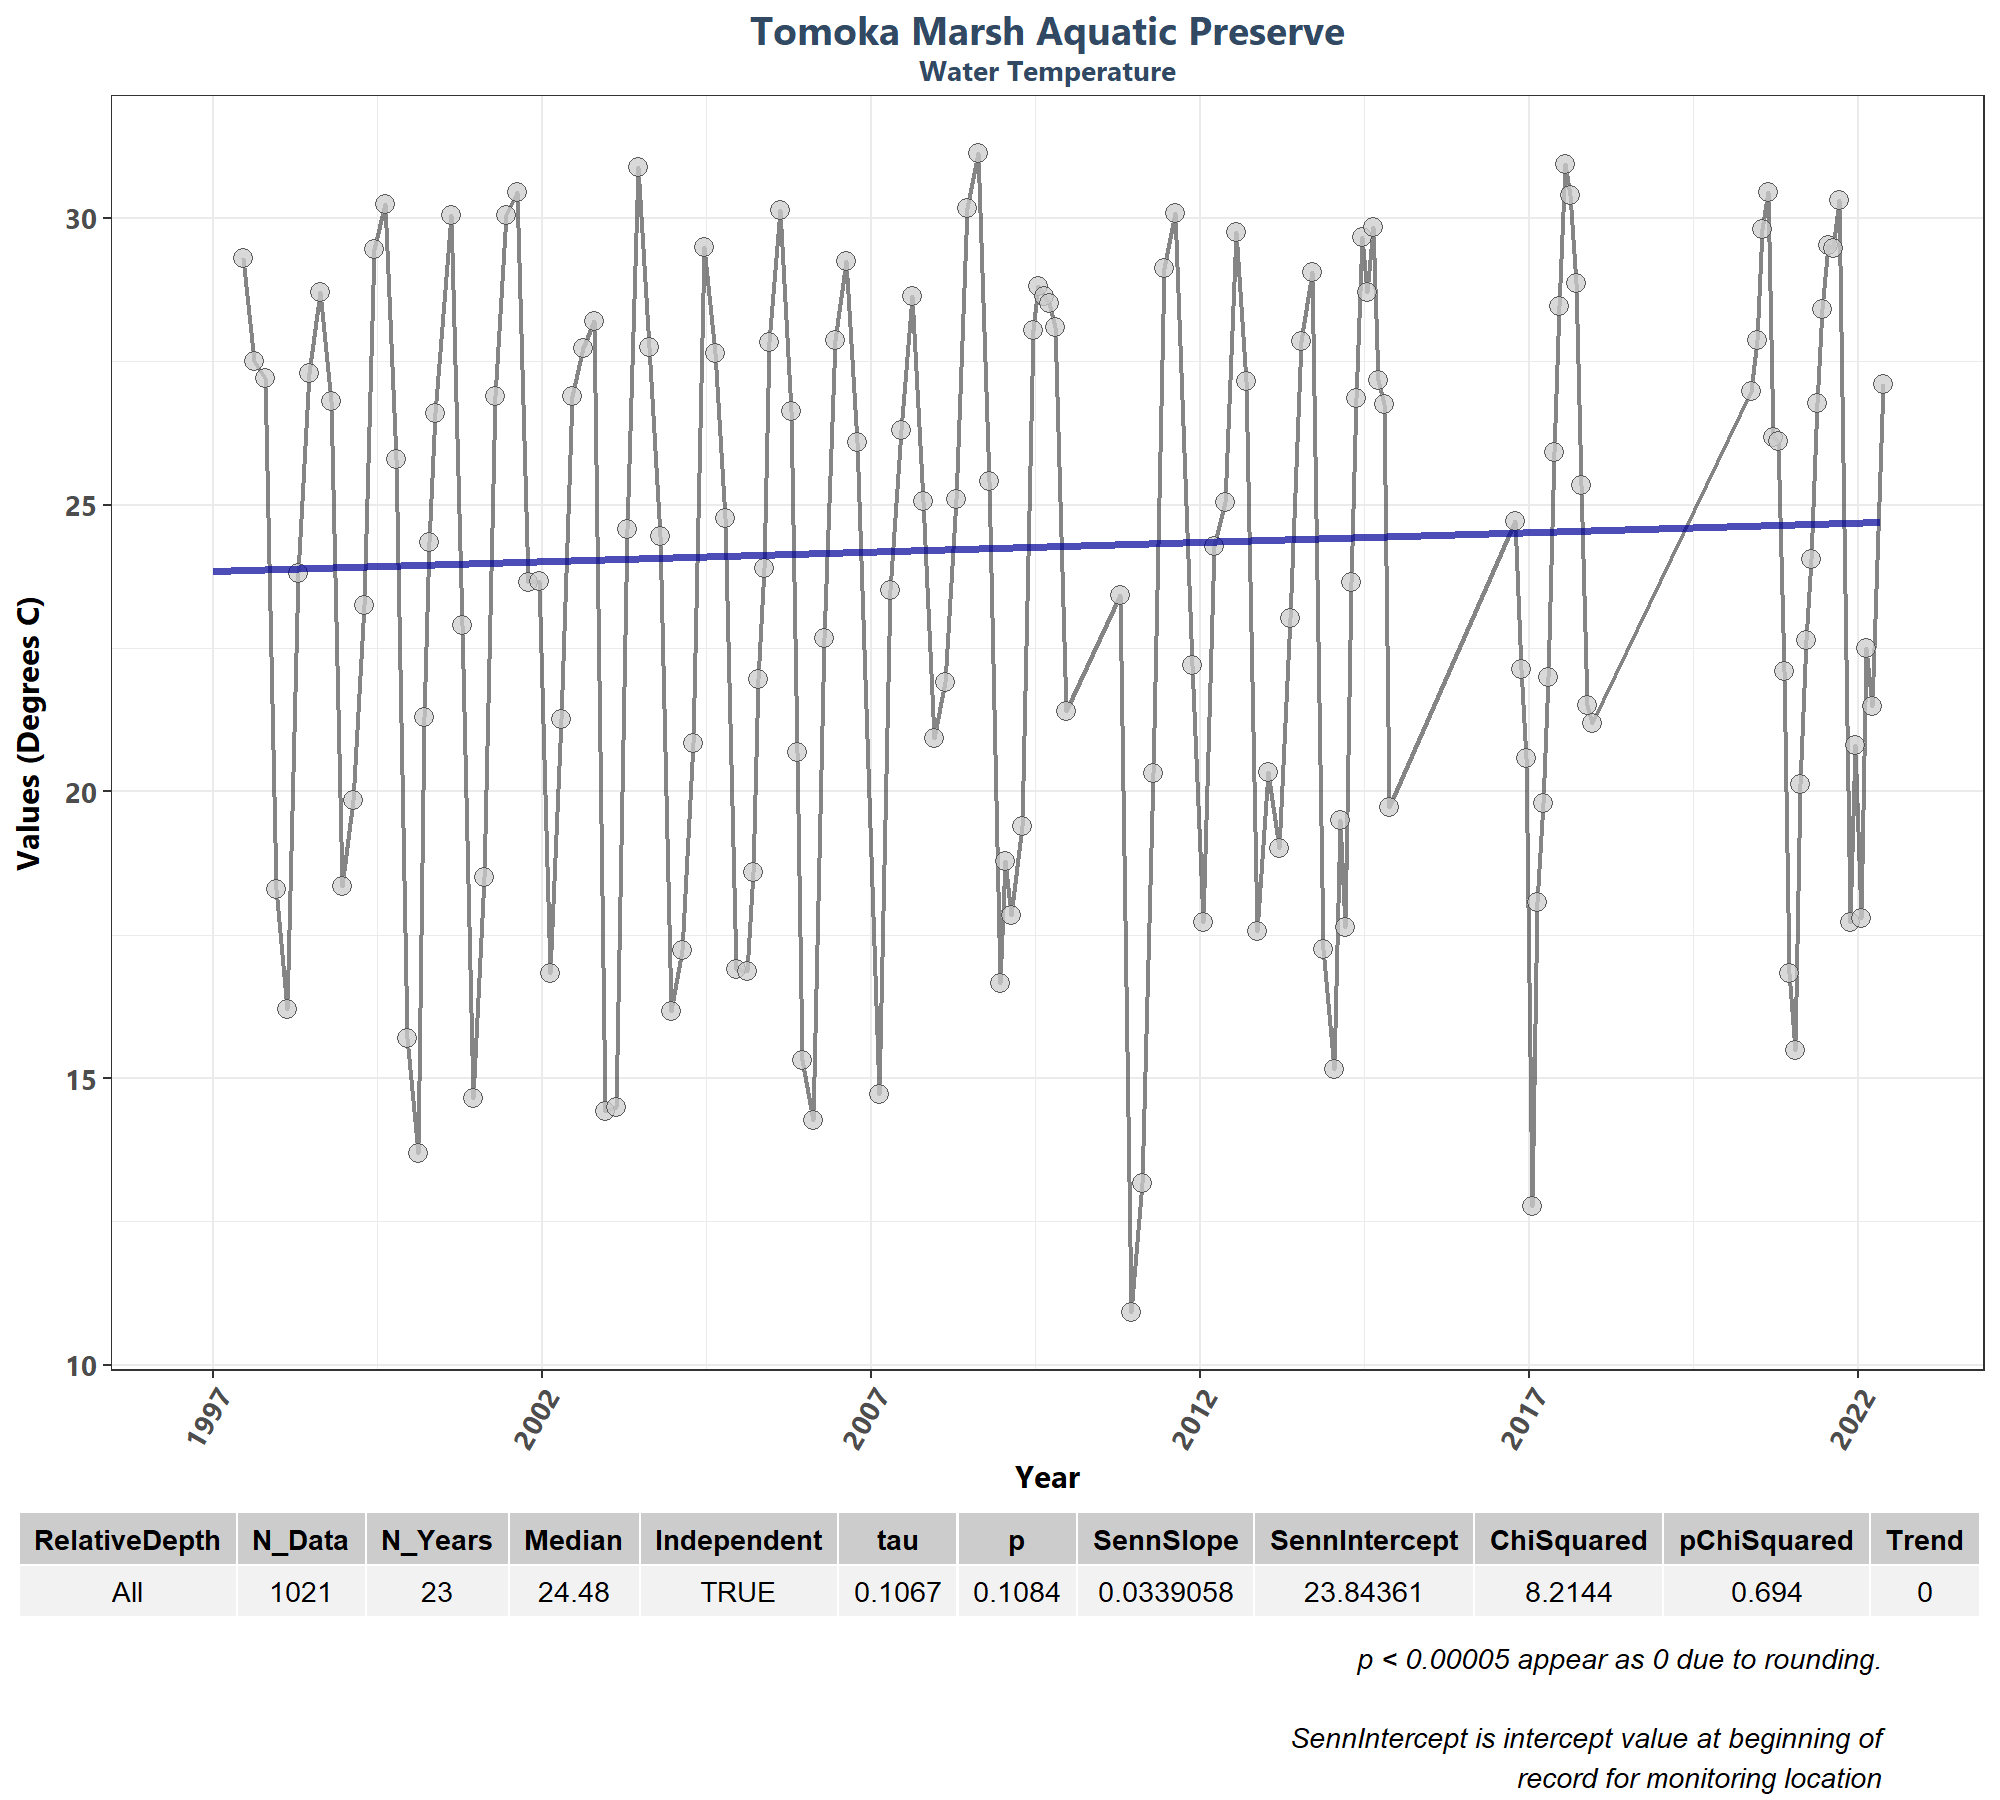 Tomoka Marsh Aquatic Preserve
Water Temperature
Values (Degrees C)
30
25
20
15
10
1997 2002 2007 2012 2017 2022
Year
RelativeDepth N_Data N_Years Median Independent tau p SennSlope SennIntercept ChiSquared pChiSquared Trend
All 1021 23 24.48 TRUE 0.1067 0.1084 0.0339058 23.84361 8.2144 0.694 0
p < 0.00005 appear as 0 due to rounding.
SennIntercept is intercept value at beginning of
record for monitoring location